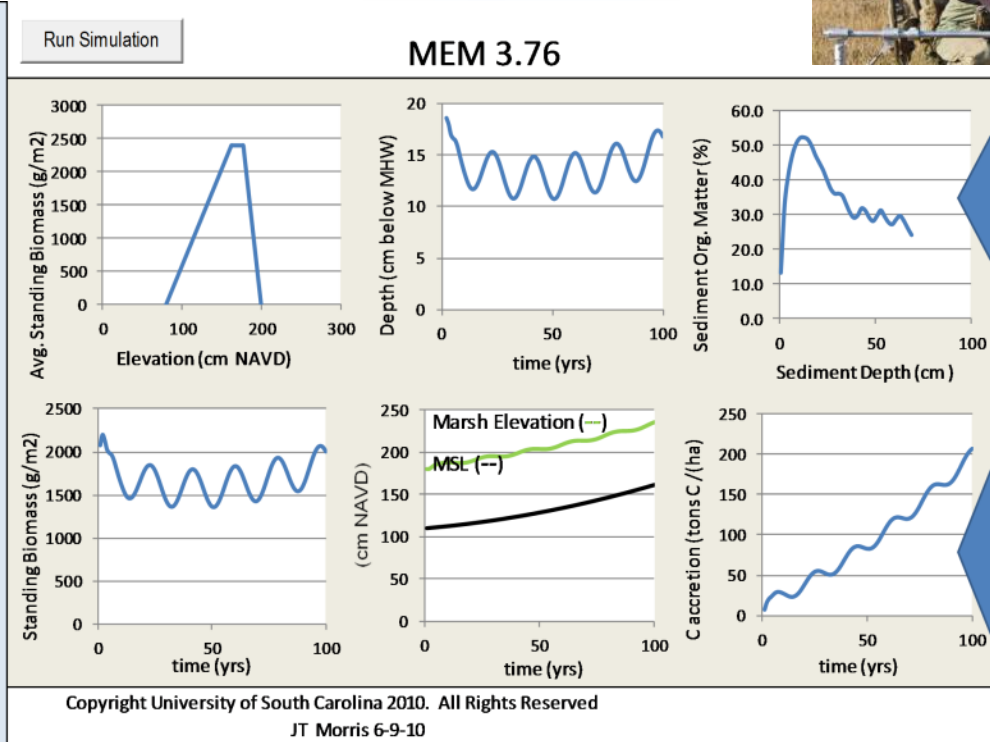 Run Simulation
MEM 3.76
Avg. Standing Biomass (g/m2)
3000
2500
2000
1500
1000
500
0
0 100 200 300
Elevation (cm NAVD)
Depth (cm below MHW)
20
15
10
5
0
0 50 100
time (yrs)
Sediment Org. Matter (%)
60.0
50.0
40.0
30.0
20.0
10.0
0.0
0 50 100
Sediment Depth (cm )
Standing Biomass (g/m2)
2500
2000
1500
1000
500
0
0 50 100
time (yrs)
(cm NAVD)
250
200
150
100
50
0
Marsh Elevation (---)
MSL (--)
0 50 100
time (yrs)
C accretion (tons C /(ha)
250
200
150
100
50
0
0 50 100
time (yrs)
Copyright University of South Carolina 2010. All Rights Reserved
JT Morris 6-9-10